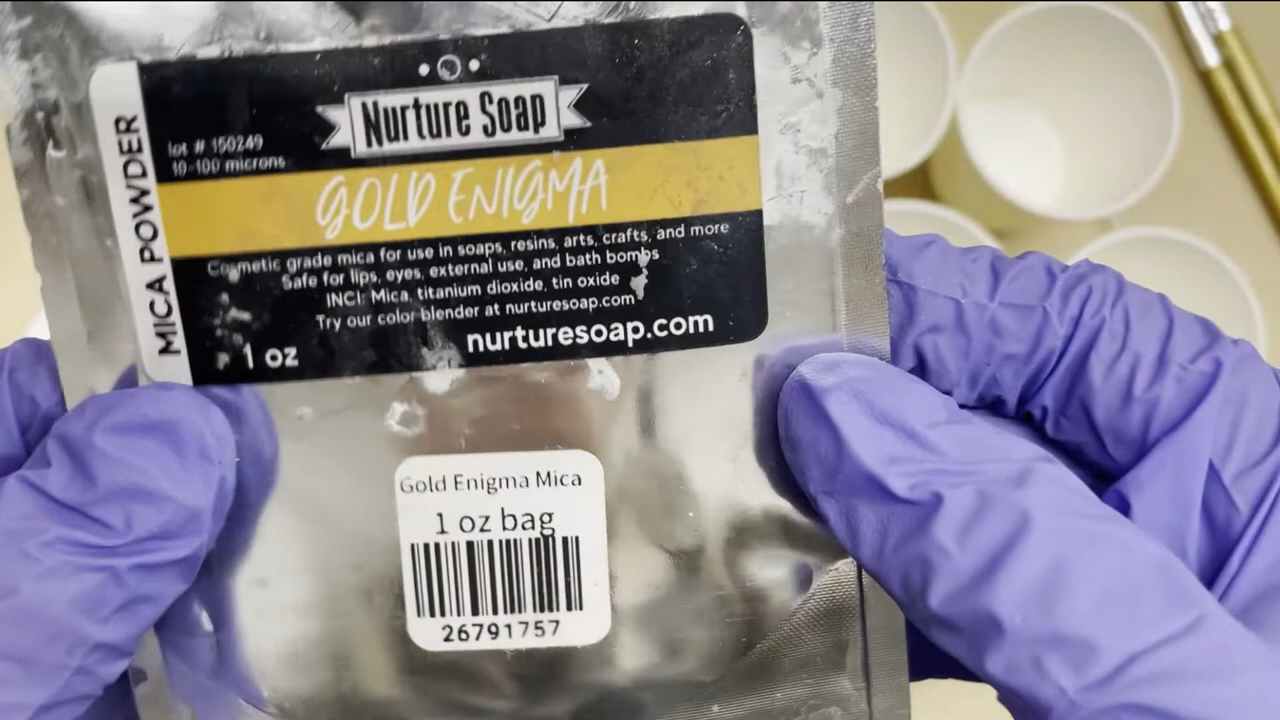 MICA POWDER
Nurture Soap
lot # 150249
10-100 microns
GOLD ENIGMA
Cosmetic grade mica for use in soaps, resins, arts, crafts, and more
Safe for lips, eyes, external use, and bath bombs
INCI: Mica, titanium dioxide, tin oxide
Try our color blender at nurturesoap.com
nurturesoap.com
1 oz
Gold Enigma Mica
1 oz bag
26791757